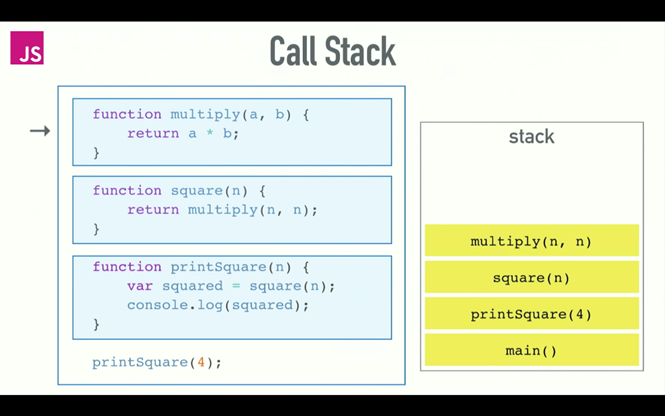 JS
Call Stack
function multiply(a, b) {
    return a * b;
}
function square(n) {
    return multiply(n, n);
}
function printSquare(n) {
    var squared = square(n);
    console.log(squared);
}
printSquare(4);
stack
multiply(n, n)
square(n)
printSquare(4)
main()